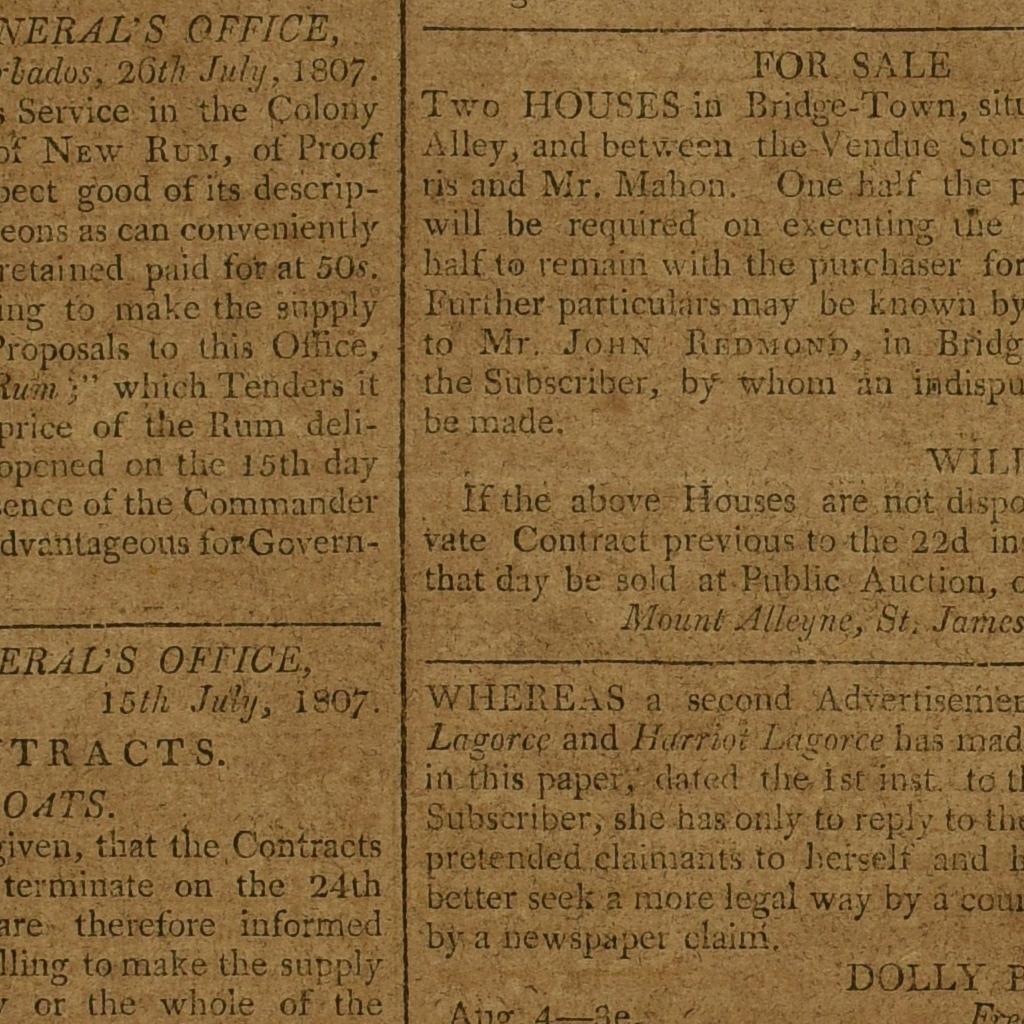 NERAL'S OFFICE,
rbados, 26th July, 1807.
s Service in the Colony
of NEW RUM, of Proof
pect good of its descrip-
eons as can conveniently
retained paid for at 50s.
ing to make the supply
Proposals to this Office,
Rum;" which Tenders it
price of the Rum deli-
opened on the 15th day
sence of the Commander
dvantageous for Govern-
ERAL'S OFFICE,
15th July, 1807.
TRACTS.
OATS.
given, that the Contracts
terminate on the 24th
are therefore informed
lling to make the supply
y or the whole of the
FOR SALE
Two HOUSES in Bridge-Town, situ
Alley, and between the Vendue Stor
ris and Mr. Mahon. One half the p
will be required on executing the
half to remain with the purchaser for
Further particulars may be known by
to Mr. JOHN REDMOND, in Bridg
the Subscriber, by whom an indispu
be made.
WILL
If the above Houses are not dispo
vate Contract previous to the 22d in
that day be sold at Public Auction, o
Mount Alleyne, St. James
WHEREAS a second Advertisemen
Lagorce and Harriot Lagorce has mad
in this paper, dated the 1st inst. to th
Subscriber, she has only to reply to the
pretended claimants to herself and h
better seek a more legal way by a cour
by a newspaper claim.
DOLLY
Aug 4—3e. Fre